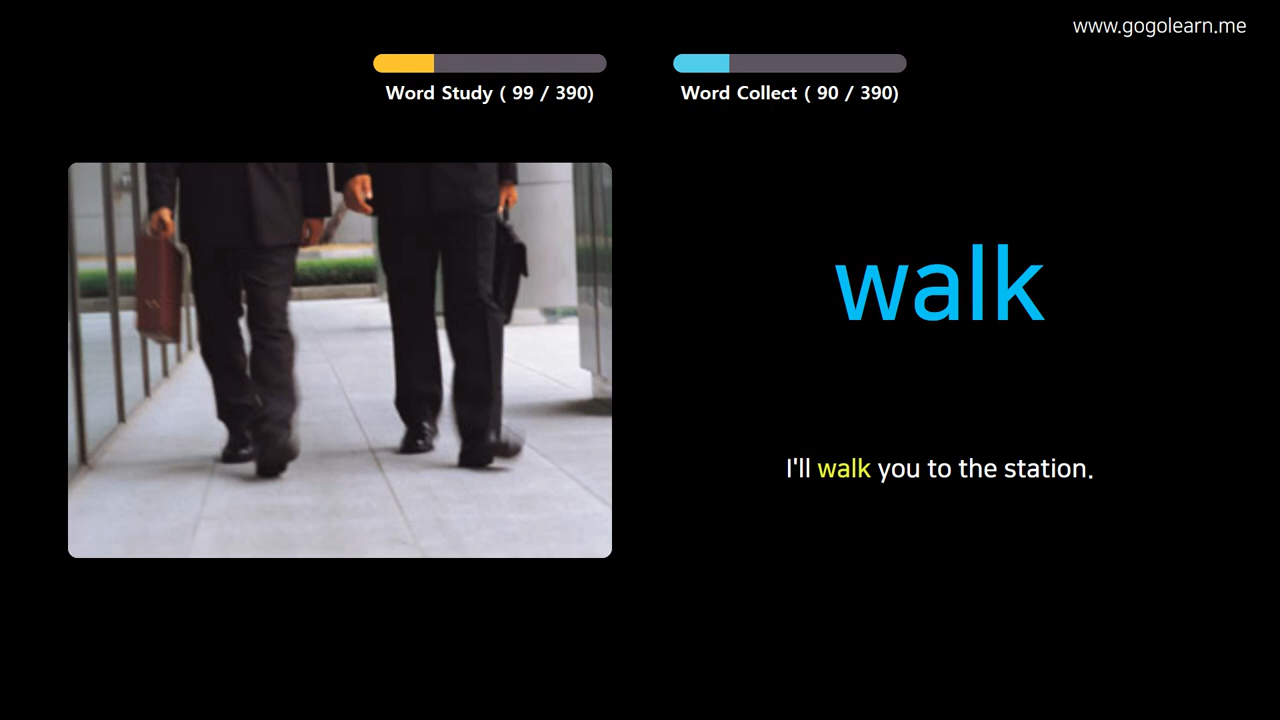 www.gogolearn.me
Word Study ( 99 / 390)
Word Collect ( 90 / 390)
walk
I'll walk you to the station.